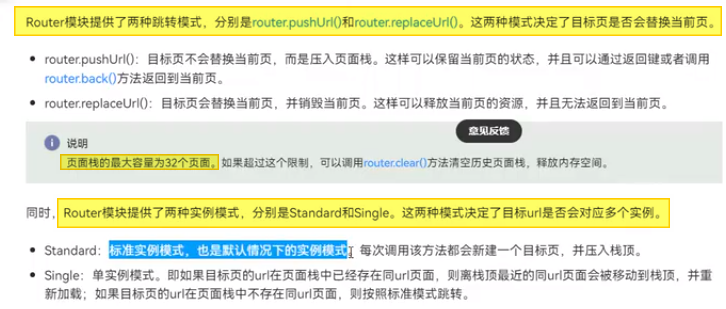 Router模块提供了两种跳转模式，分别是router.pushUrl()和router.replaceUrl()。这两种模式决定了目标页是否会替换当前页。
• router.pushUrl()：目标页不会替换当前页，而是压入页面栈。这样可以保留当前页的状态，并且可以通过返回键或者调用
router.back()方法返回到当前页。
• router.replaceUrl()：目标页会替换当前页，并销毁当前页。这样可以释放当前页的资源，并且无法返回到当前页。
意见反馈
说明
页面栈的最大容量为32个页面。如果超过这个限制，可以调用router.clear()方法清空历史页面栈，释放内存空间。
同时，Router模块提供了两种实例模式，分别是Standard和Single。这两种模式决定了目标url是否会对应多个实例。
• Standard：标准实例模式，也是默认情况下的实例模式。每次调用该方法都会新建一个目标页，并压入栈顶。
• Single：单实例模式。即如果目标页的url在页面栈中已经存在同url页面，则离栈顶最近的同url页面会被移动到栈顶，并重
新加载；如果目标页的url在页面栈中不存在同url页面，则按照标准模式跳转。